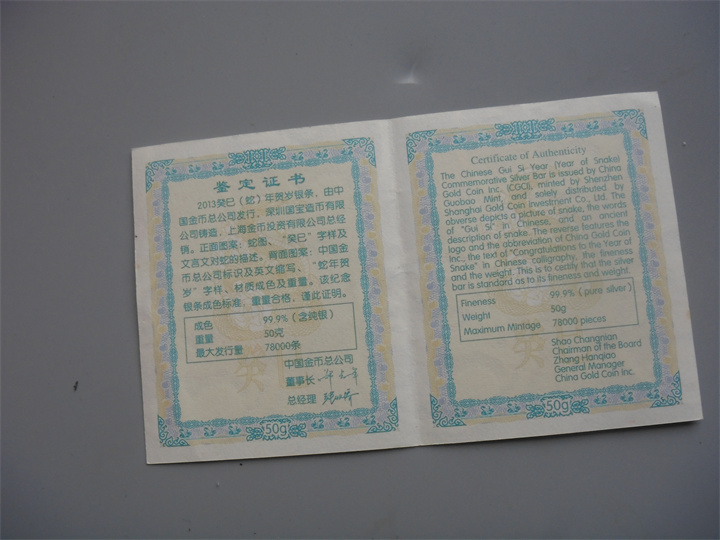 鉴定证书
2013癸巳（蛇）年贺岁银条，由中
国金币总公司发行，深圳国宝造币有限
公司铸造，上海金币投资有限公司总经
销。正面图案：蛇图、“癸巳”字样及
文言文对蛇的描述。背面图案：中国金
币总公司标识及英文缩写、“蛇年贺
岁”字样、材质成色及重量。该纪念
银条成色标准，重量合格，谨此证明。
成色 99.9%（含纯银）
重量 50克
最大发行量 78000条
中国金币总公司
董事长
总经理
50g
Certificate of Authenticity
The Chinese Gui Si Year (Year of Snake)
Commemorative Silver Bar is issued by China
Gold Coin Inc. (CGCI), minted by Shenzhen
Guobao Mint, and solely distributed by
Shanghai Gold Coin Investment Co., Ltd. The
obverse depicts a picture of snake, the words
of "Gui Si" in Chinese, and an ancient
description of snake. The reverse features the
logo and the abbreviation of China Gold Coin
Inc., the text of "Congratulations to the Year of
Snake" in Chinese calligraphy, the fineness
and the weight. This is to certify that the silver
bar is standard as to its fineness and weight.
Fineness 99.9% (pure silver)
Weight 50g
Maximum Mintage 78000 pieces
Shao Changnian
Chairman of the Board
Zhang Hanqiao
General Manager
China Gold Coin Inc.
50g